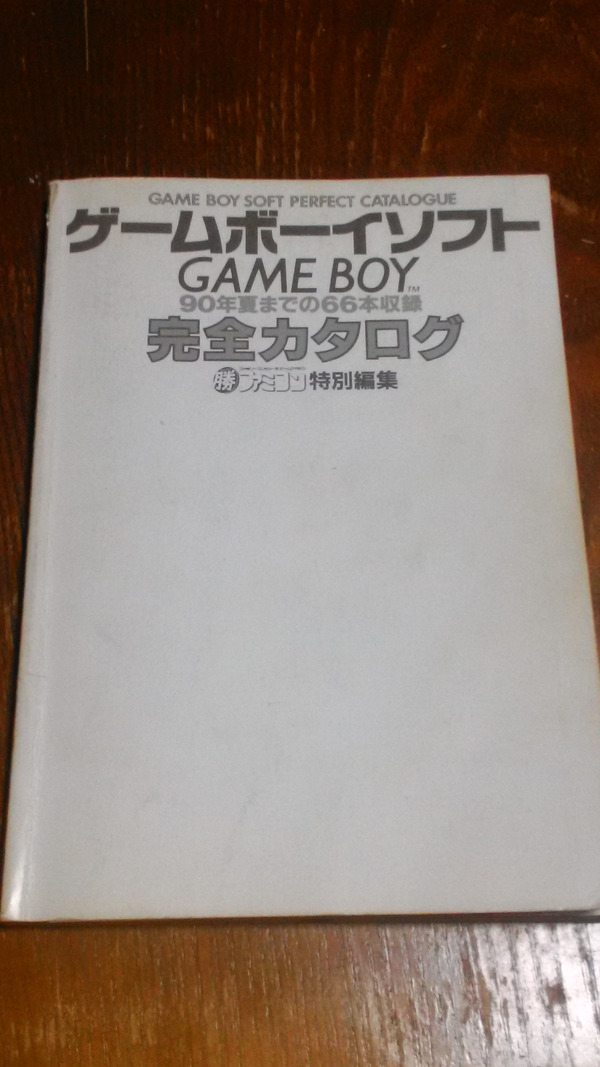 GAME BOY SOFT PERFECT CATALOGUE
ゲームボーイソフト
GAME BOY™
90年夏までの66本収録
完全カタログ
勝 ファミコン 特別編集